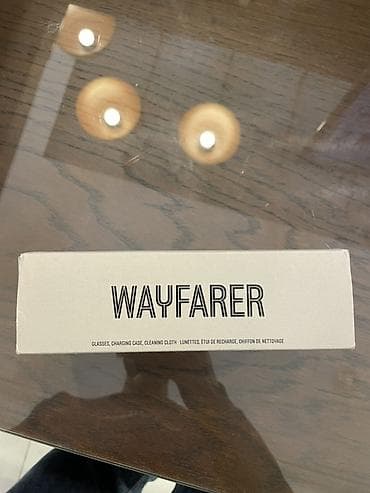 WAYFARER
GLASSES, CHARGING CASE, CLEANING CLOTH · LUNETTES, ÉTUI DE RECHARGE, CHIFFON DE NETTOYAGE